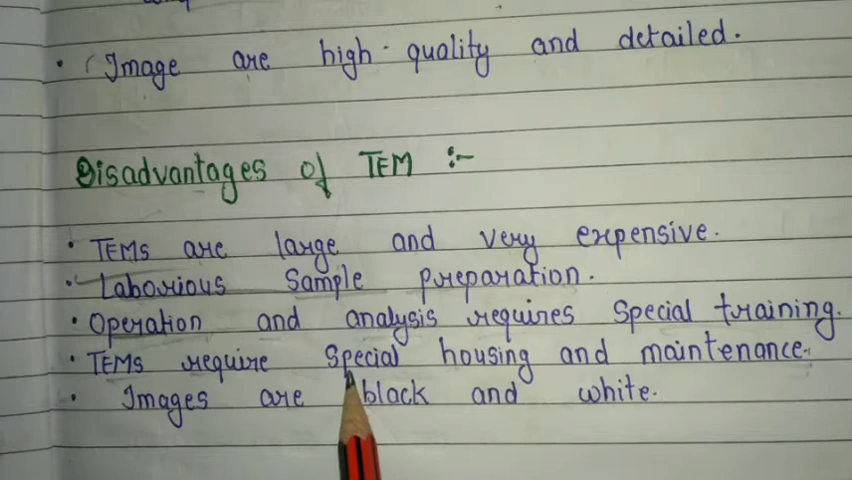 • Image are high quality and detailed.
Disadvantages of TEM :-
• TEMs are large and very expensive.
• Laborious Sample preparation.
• Operation and analysis requires special training.
• TEMs require special housing and maintenance.
• Images are black and white.